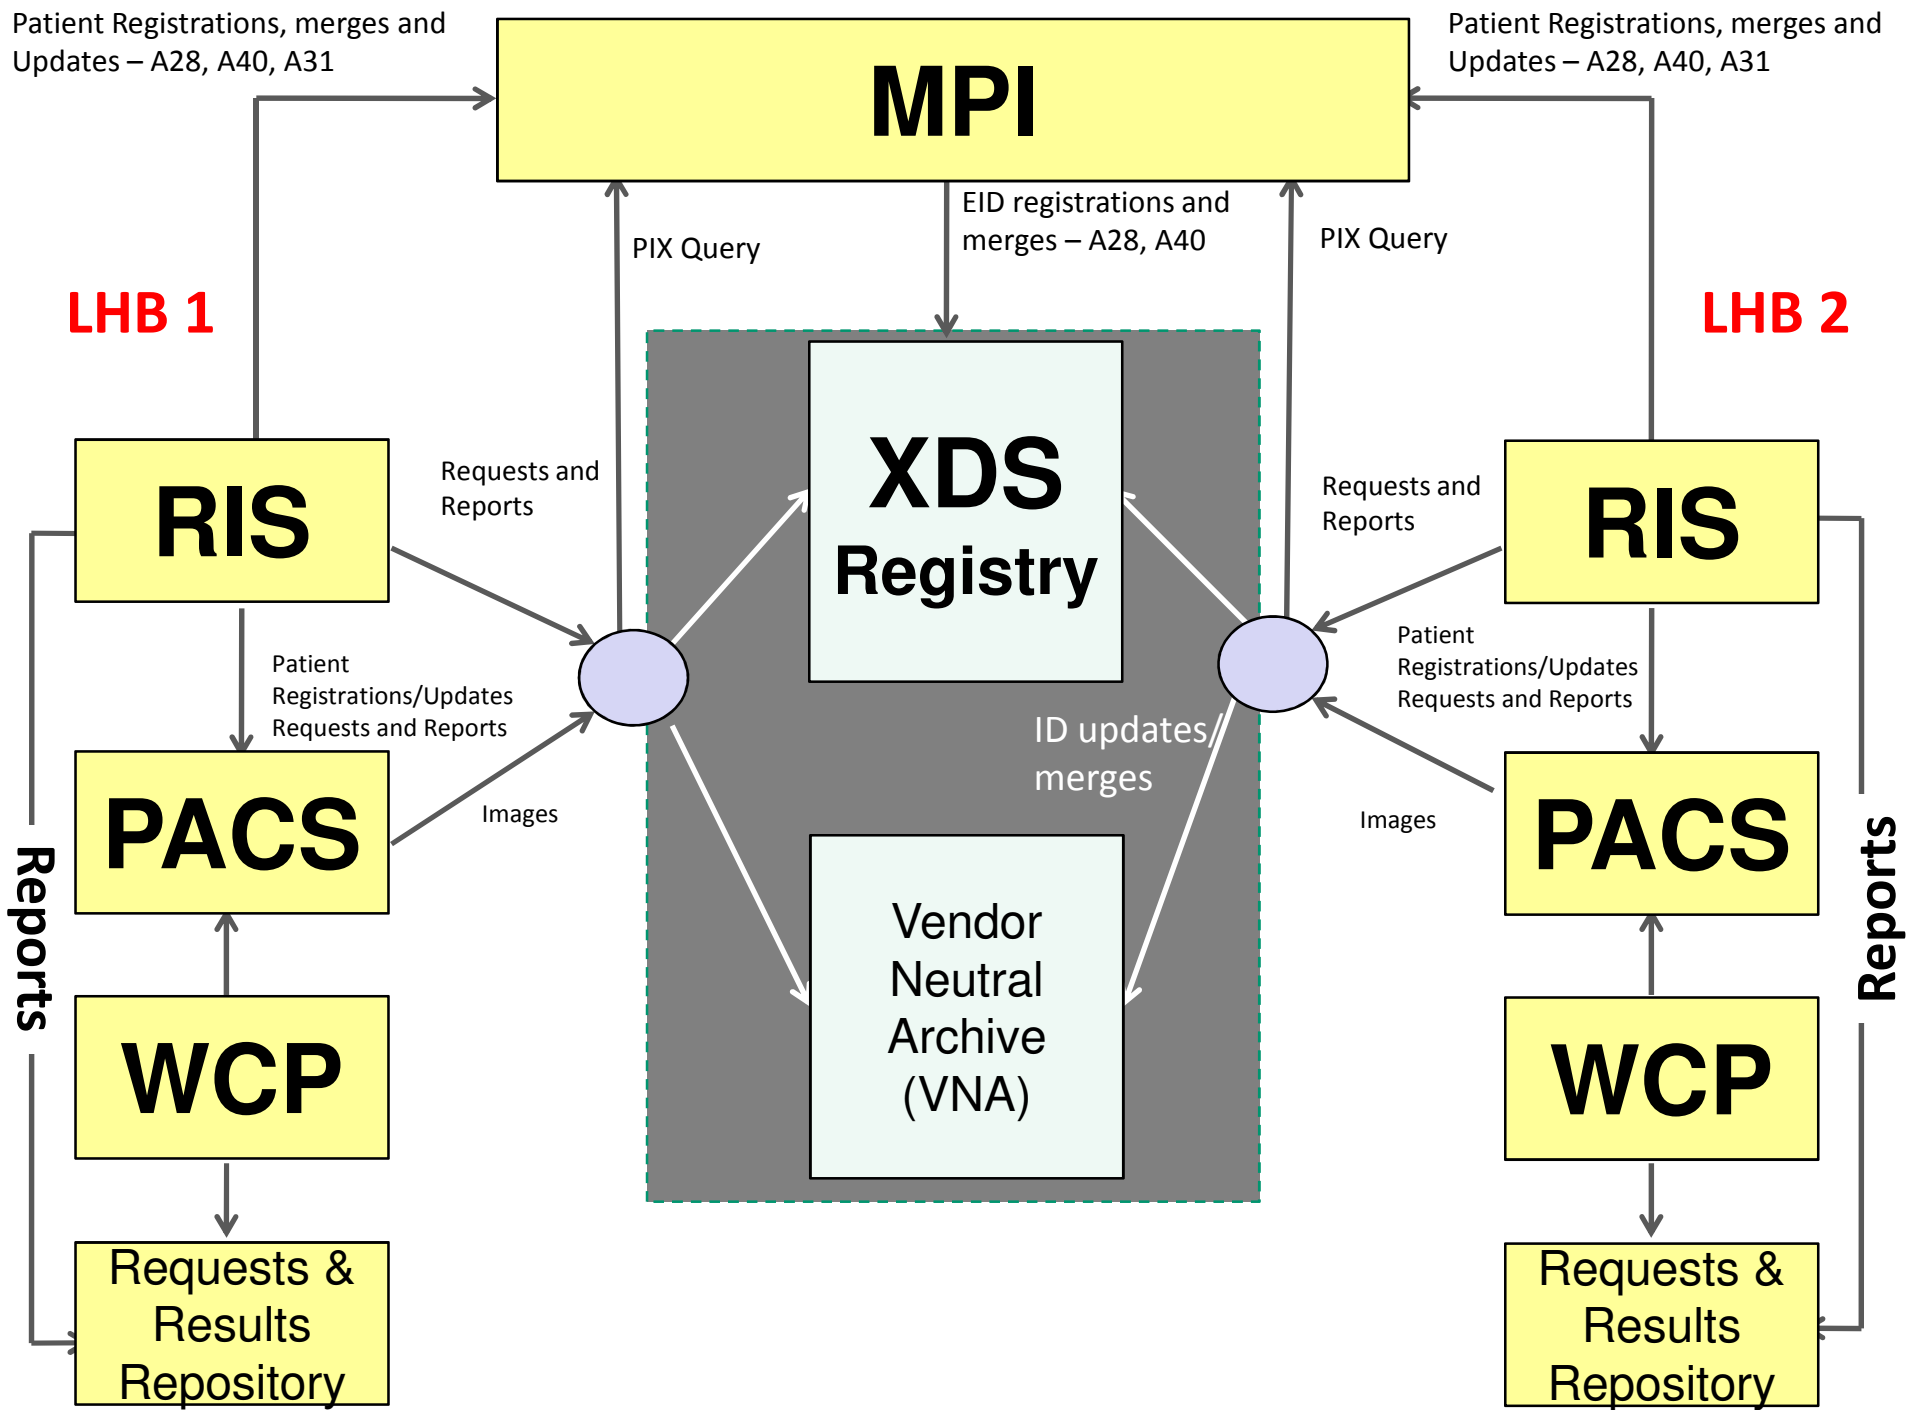 Patient Registrations, merges and
Updates – A28, A40, A31
MPI
Patient Registrations, merges and
Updates – A28, A40, A31
PIX Query
EID registrations and
merges – A28, A40
PIX Query
LHB 1
LHB 2
XDS
Registry
RIS
Requests and
Reports
Requests and
Reports
RIS
Patient
Registrations/Updates
Requests and Reports
Patient
Registrations/Updates
Requests and Reports
ID updates/
merges
PACS
Images
Images
PACS
Reports
Reports
Vendor
Neutral
Archive
(VNA)
WCP
WCP
Requests &
Results
Repository
Requests &
Results
Repository